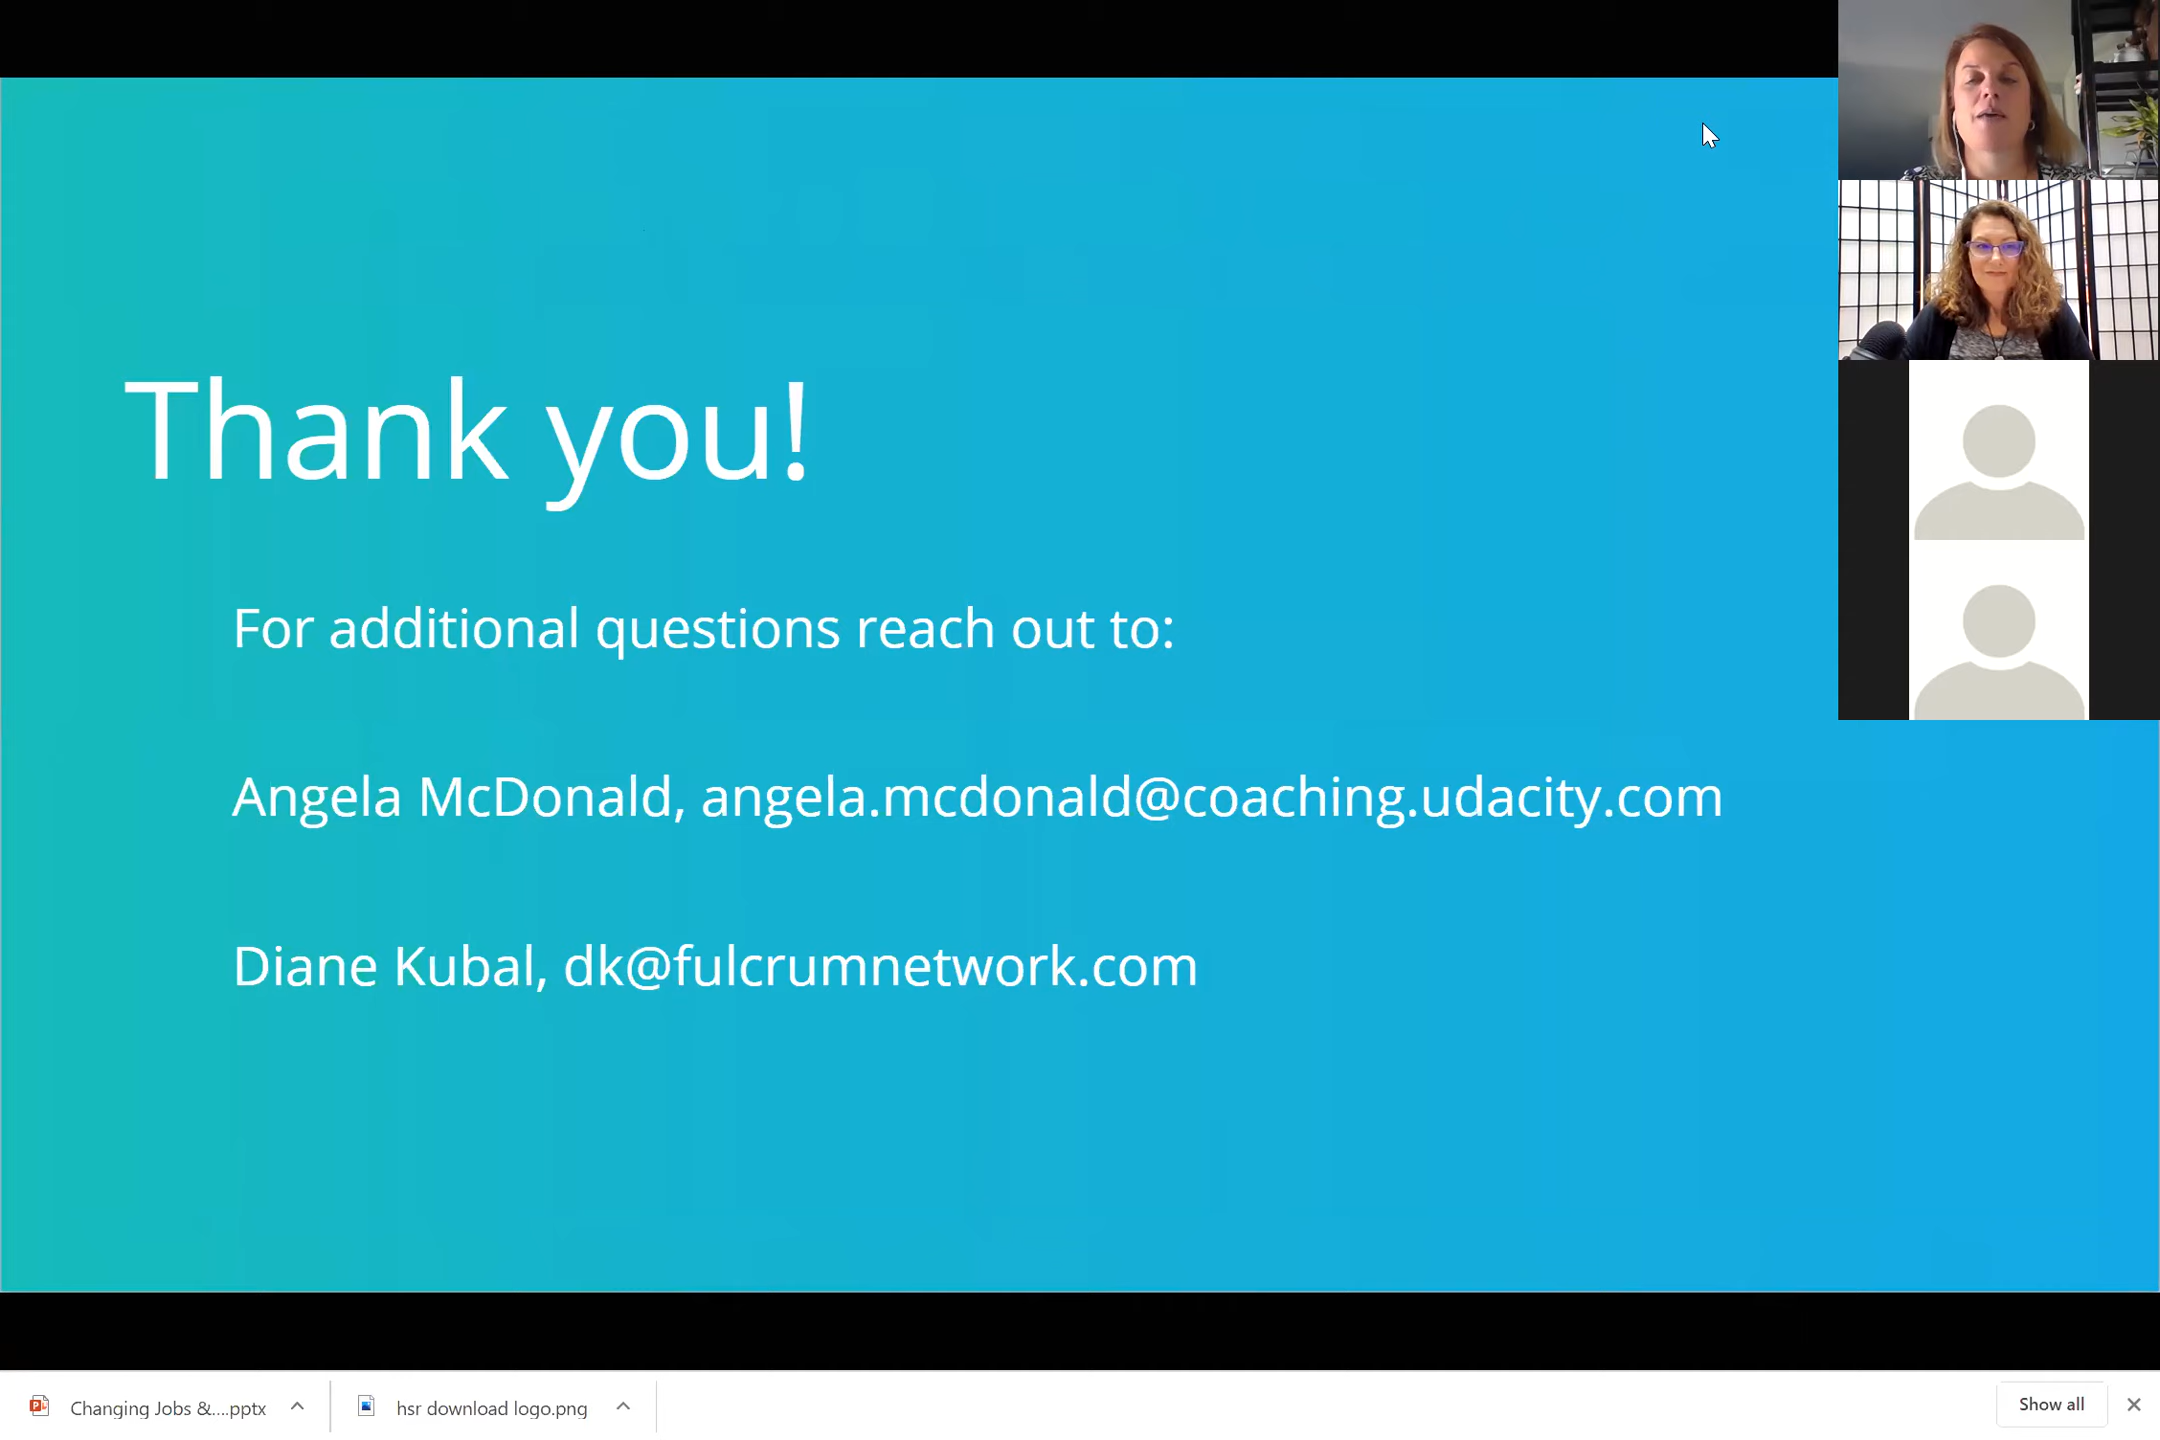 Thank you!
For additional questions reach out to:
Angela McDonald, angela.mcdonald@coaching.udacity.com
Diane Kubal, dk@fulcrumnetwork.com
Changing Jobs &....pptx
hsr download logo.png
Show all